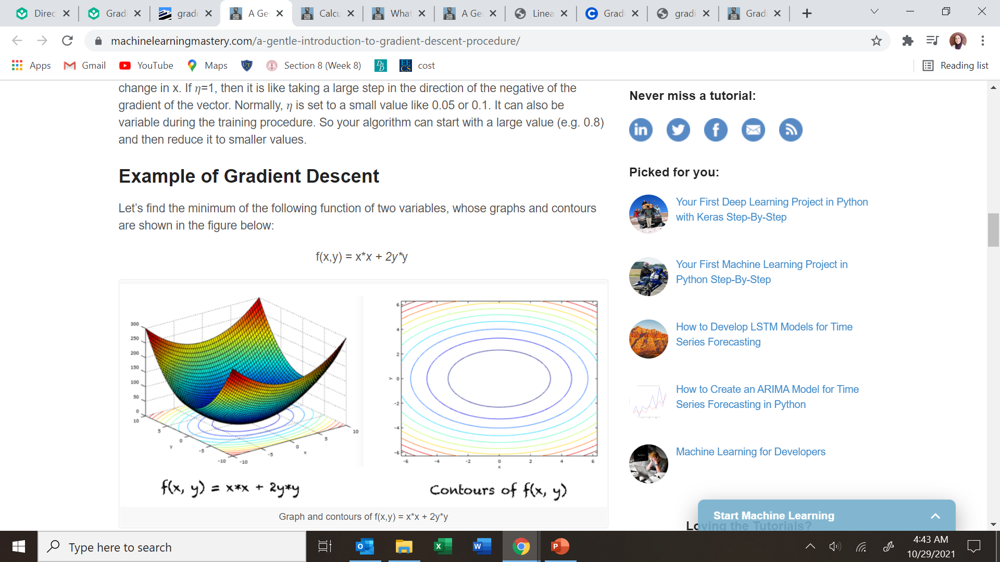 Direc
Gradi
grado
A Ge
Calcu
What
A Ge
Linea
Gradi
gradi
Gradi
machinelearningmastery.com/a-gentle-introduction-to-gradient-descent-procedure/
Apps
Gmail
YouTube
Maps
Section 8 (Week 8)
cost
Reading list
change in x. If η=1, then it is like taking a large step in the direction of the negative of the
gradient of the vector. Normally, η is set to a small value like 0.05 or 0.1. It can also be
variable during the training procedure. So your algorithm can start with a large value (e.g. 0.8)
and then reduce it to smaller values.
Example of Gradient Descent
Let’s find the minimum of the following function of two variables, whose graphs and contours
are shown in the figure below:
f(x,y) = x*x + 2y*y
300
250
200
150
100
50
0
10
5
0
-5
-10
y
-10
-5
0
5
10
x
6
4
2
0
-2
-4
-6
y
-6
-4
-2
0
2
4
6
x
f(x, y) = x*x + 2y*y
Contours of f(x, y)
Graph and contours of f(x,y) = x*x + 2y*y
Never miss a tutorial:
in
Picked for you:
Your First Deep Learning Project in Python
with Keras Step-By-Step
Your First Machine Learning Project in
Python Step-By-Step
How to Develop LSTM Models for Time
Series Forecasting
How to Create an ARIMA Model for Time
Series Forecasting in Python
Machine Learning for Developers
Start Machine Learning
Loving the Tutorials?
Type here to search
4:43 AM
10/29/2021